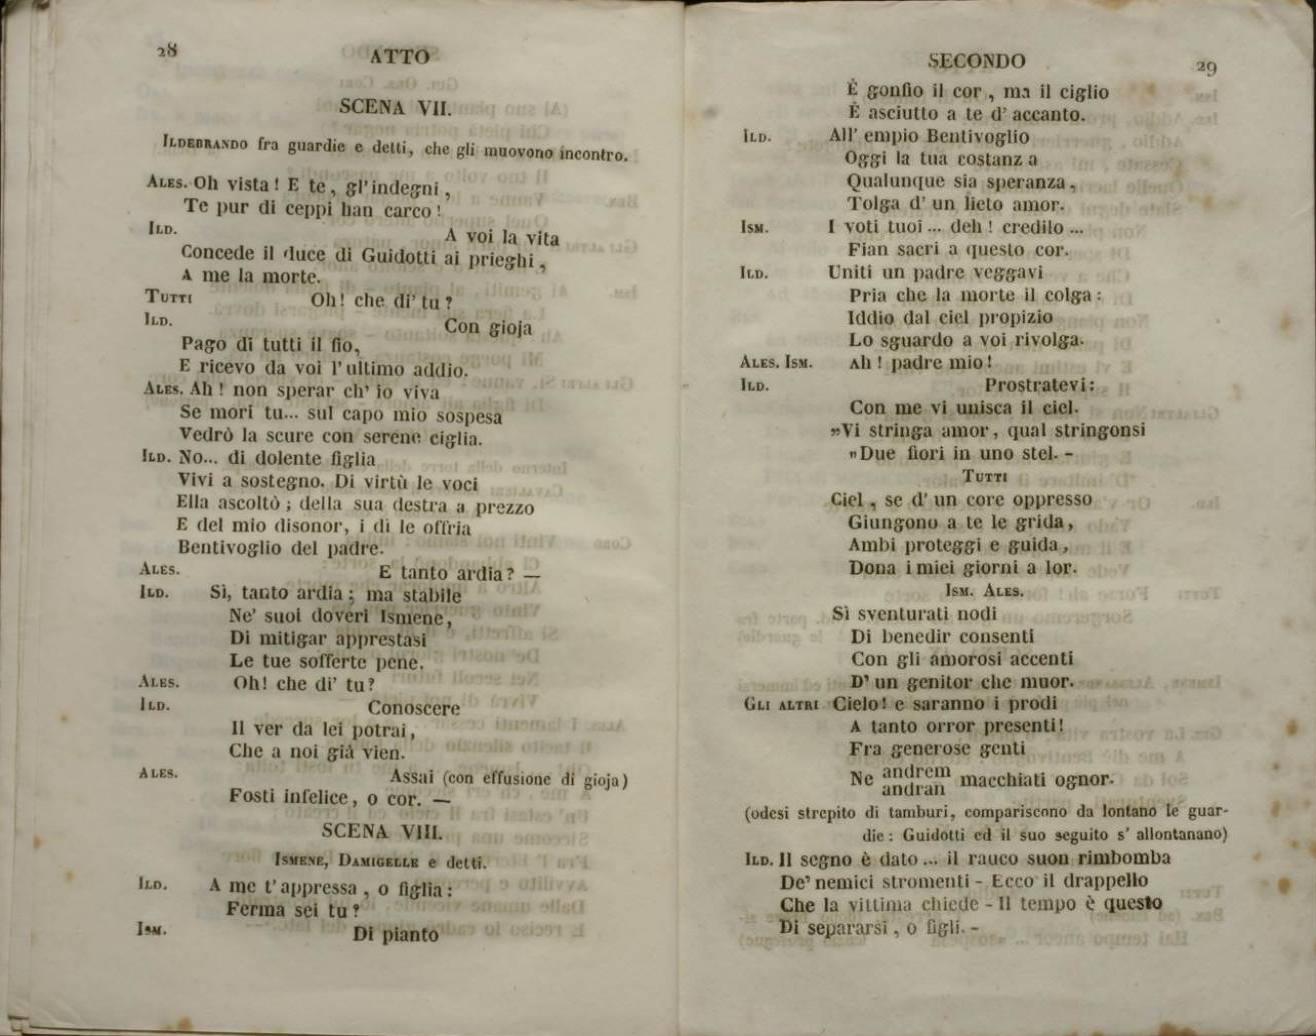 28
ATTO
SCENA VII.
ILDEBRANDO fra guardie e detti, che gli muovono incontro.
ALES. Oh vista! E te, gl' indegni,
Te pur di ceppi han carco!
ILD.
A voi la vita
Concede il duce di Guidotti ai prieghi,
A me la morte.
TUTTI Oh! che di' tu?
ILD.
Con gioja
Pago di tutti il fio,
E ricevo da voi l' ultimo addio.
ALES. Ah! non sperar ch' io viva
Se mori tu... sul capo mio sospesa
Vedrò la scure con serene ciglia.
ILD. No... di dolente figlia
Vivi a sostegno. Di virtù le voci
Ella ascoltò; della sua destra a prezzo
E del mio disonor, i dì le offria
Bentivoglio del padre.
ALES. E tanto ardia? —
ILD. Sì, tanto ardia; ma stabile
Ne' suoi doveri Ismene,
Di mitigar apprestasi
Le tue sofferte pene.
ALES. Oh! che di' tu?
ILD. Conoscere
Il ver da lei potrai,
Che a noi già vien.
ALES. Assai (con effusione di gioja)
Fosti infelice, o cor. —
SCENA VIII.
ISMENE, DAMIGELLE e detti.
ILD. A me t' appressa, o figlia:
Ferma sei tu?
ISM. Di pianto
SECONDO
29
È gonfio il cor, ma il ciglio
È asciutto a te d' accanto.
ILD. All' empio Bentivoglio
Oggi la tua costanza
Qualunque sia speranza,
Tolga d' un lieto amor.
ISM. I voti tuoi... deh! credilo...
Fian sacri a questo cor.
ILD. Uniti un padre veggavi
Pria che la morte il colga:
Iddio dal ciel propizio
Lo sguardo a voi rivolga.
ALES. ISM. Ah! padre mio!
ILD. Prostratevi:
Con me vi unisca il ciel.
"Vi stringa amor, qual stringonsi
"Due fiori in uno stel. -
TUTTI
Ciel, se d' un core oppresso
Giungono a te le grida,
Ambi proteggi e guida,
Dona i miei giorni a lor.
ISM. ALES.
Sì sventurati nodi
Di benedir consenti
Con gli amorosi accenti
D' un genitor che muor.
GLI ALTRI Cielo! e saranno i prodi
A tanto orror presenti!
Fra generose genti
Ne andrem macchiati ognor.
andran
(odesi strepito di tamburi, compariscono da lontano le guar-
die: Guidotti ed il suo seguito s' allontanano)
ILD. Il segno è dato... il rauco suon rimbomba
De' nemici stromenti - Ecco il drappello
Che la vittima chiede - Il tempo è questo
Di separarsi, o figli. -